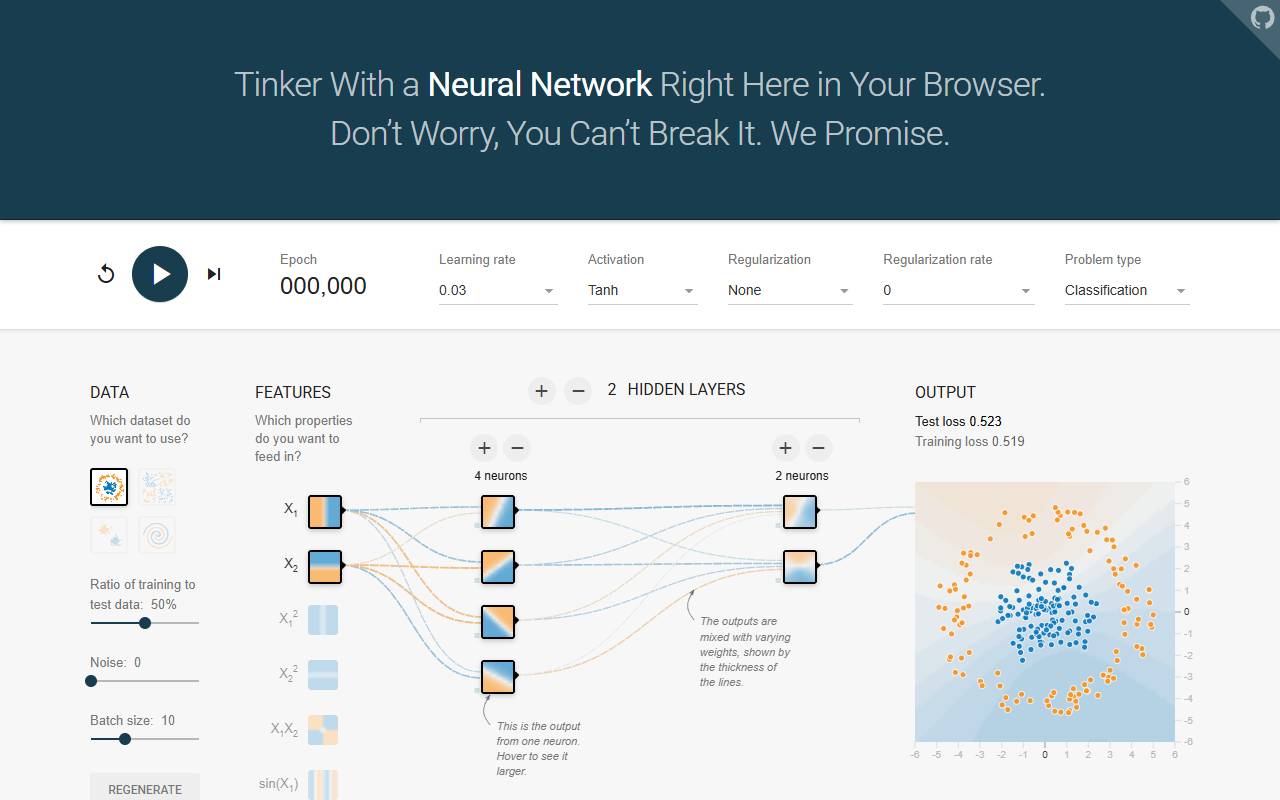 Tinker With a Neural Network Right Here in Your Browser.
Don’t Worry, You Can’t Break It. We Promise.
Epoch
000,000
Learning rate
0.03
Activation
Tanh
Regularization
None
Regularization rate
0
Problem type
Classification
DATA
Which dataset do
you want to use?
Ratio of training to
test data: 50%
Noise: 0
Batch size: 10
REGENERATE
FEATURES
Which properties
do you want to
feed in?
X1
X2
X1²
X2²
X1X2
sin(X1)
2 HIDDEN LAYERS
4 neurons
2 neurons
This is the output
from one neuron.
Hover to see it
larger.
The outputs are
mixed with varying
weights, shown by
the thickness of
the lines.
OUTPUT
Test loss 0.523
Training loss 0.519
6
5
4
3
2
1
0
-1
-2
-3
-4
-5
-6
-6 -5 -4 -3 -2 -1 0 1 2 3 4 5 6